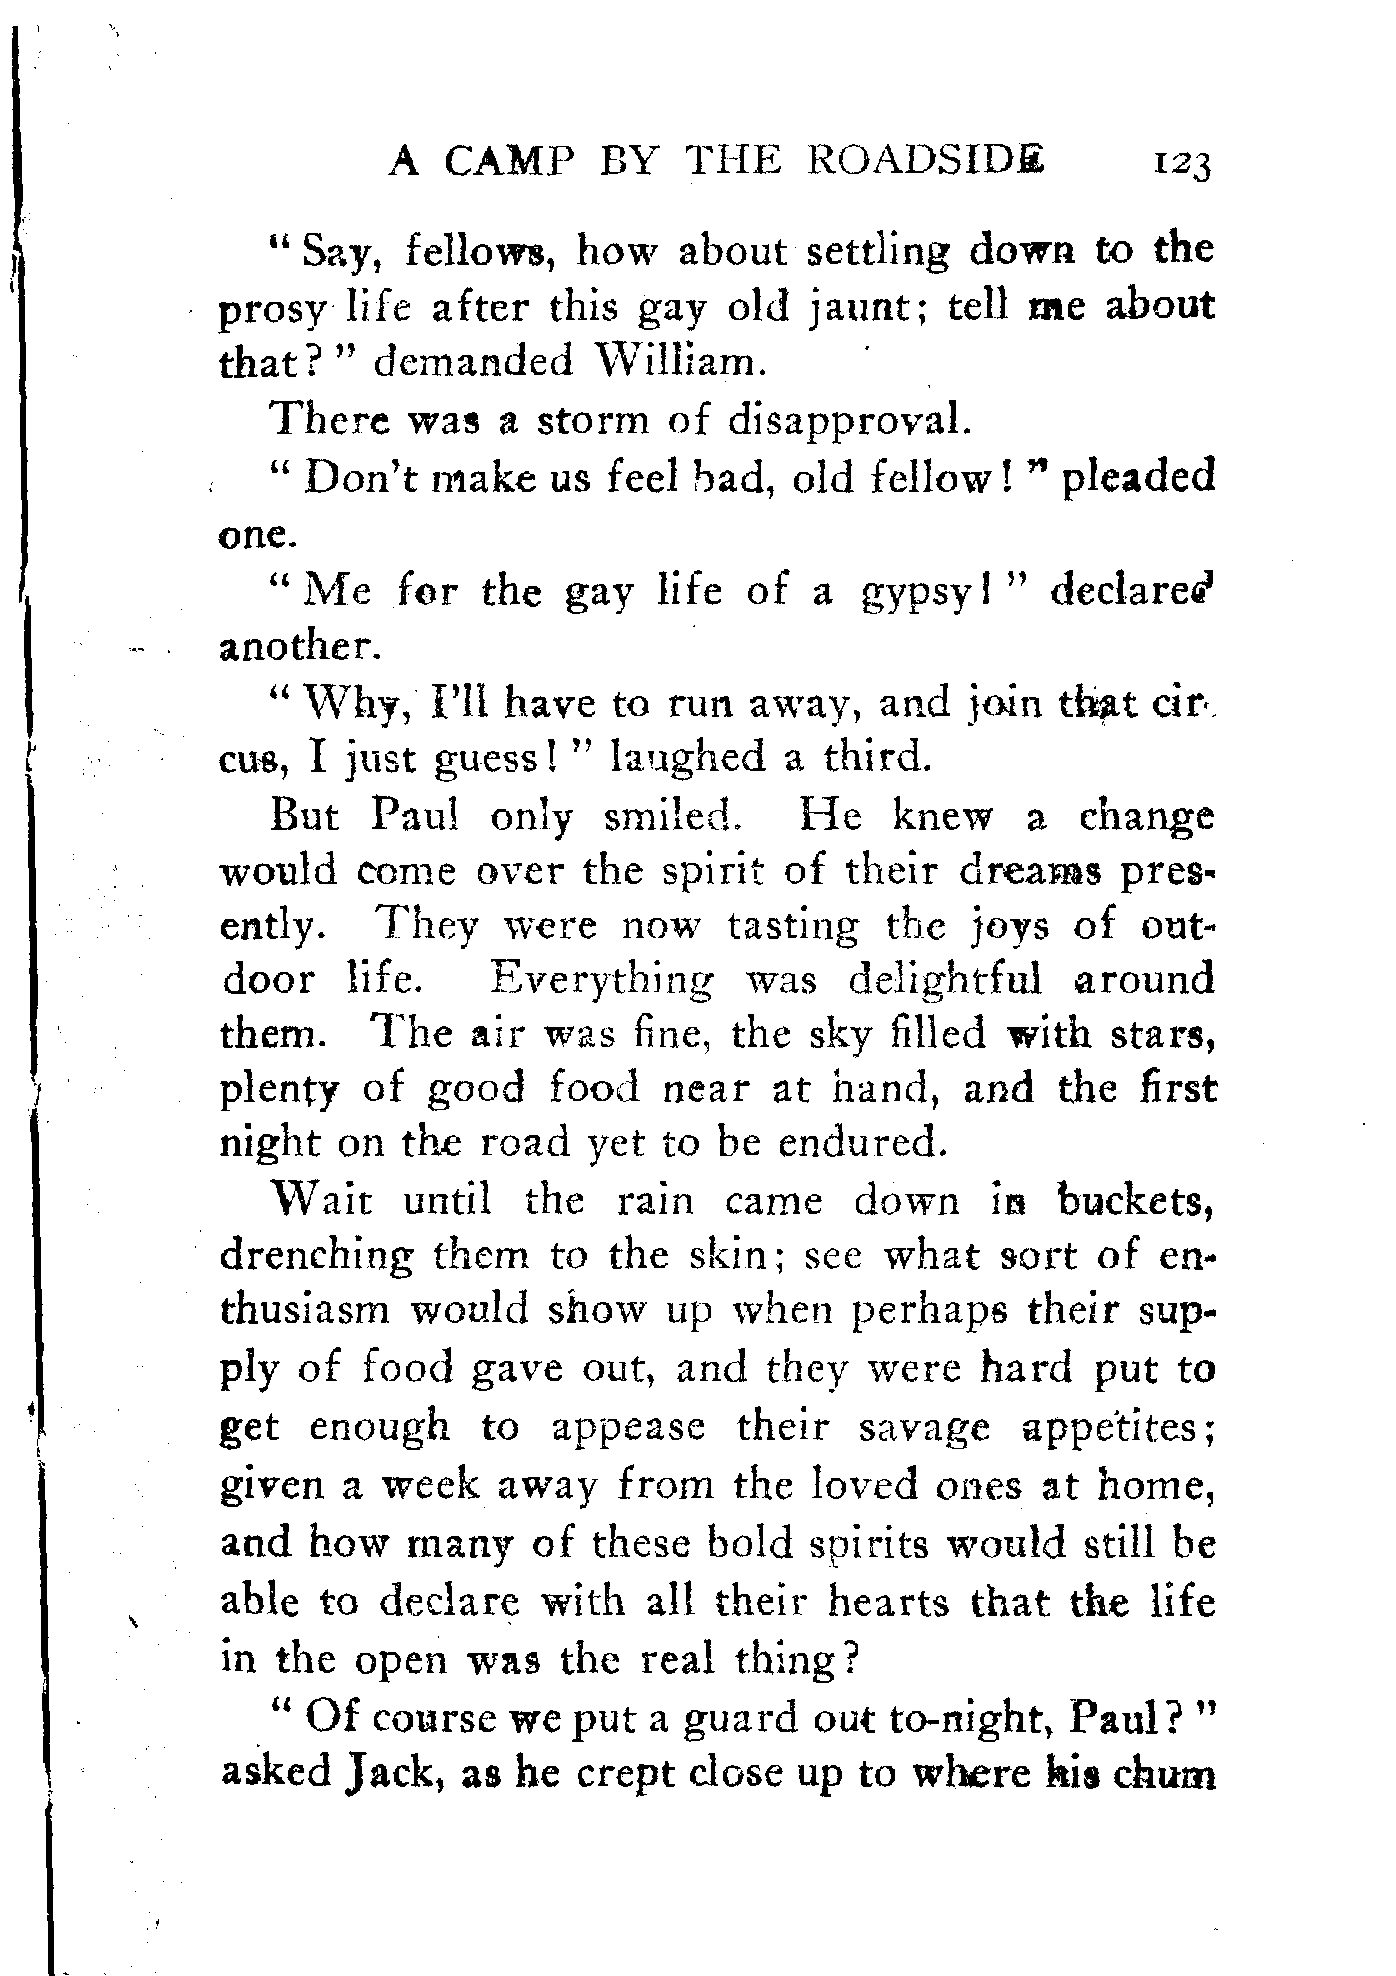 A CAMP BY THE ROADSIDE 123
" Say, fellows, how about settling down to the
prosy life after this gay old jaunt; tell me about
that? " demanded William.
There was a storm of disapproval.
" Don't make us feel bad, old fellow! " pleaded
one.
" Me for the gay life of a gypsy! " declared
another.
" Why, I'll have to run away, and join that cir-
cus, I just guess! " laughed a third.
But Paul only smiled. He knew a change
would come over the spirit of their dreams pres-
ently. They were now tasting the joys of out-
door life. Everything was delightful around
them. The air was fine, the sky filled with stars,
plenty of good food near at hand, and the first
night on the road yet to be endured.
Wait until the rain came down in buckets,
drenching them to the skin; see what sort of en-
thusiasm would show up when perhaps their sup-
ply of food gave out, and they were hard put to
get enough to appease their savage appetites;
given a week away from the loved ones at home,
and how many of these bold spirits would still be
able to declare with all their hearts that the life
in the open was the real thing?
" Of course we put a guard out to-night, Paul? "
asked Jack, as he crept close up to where his chum